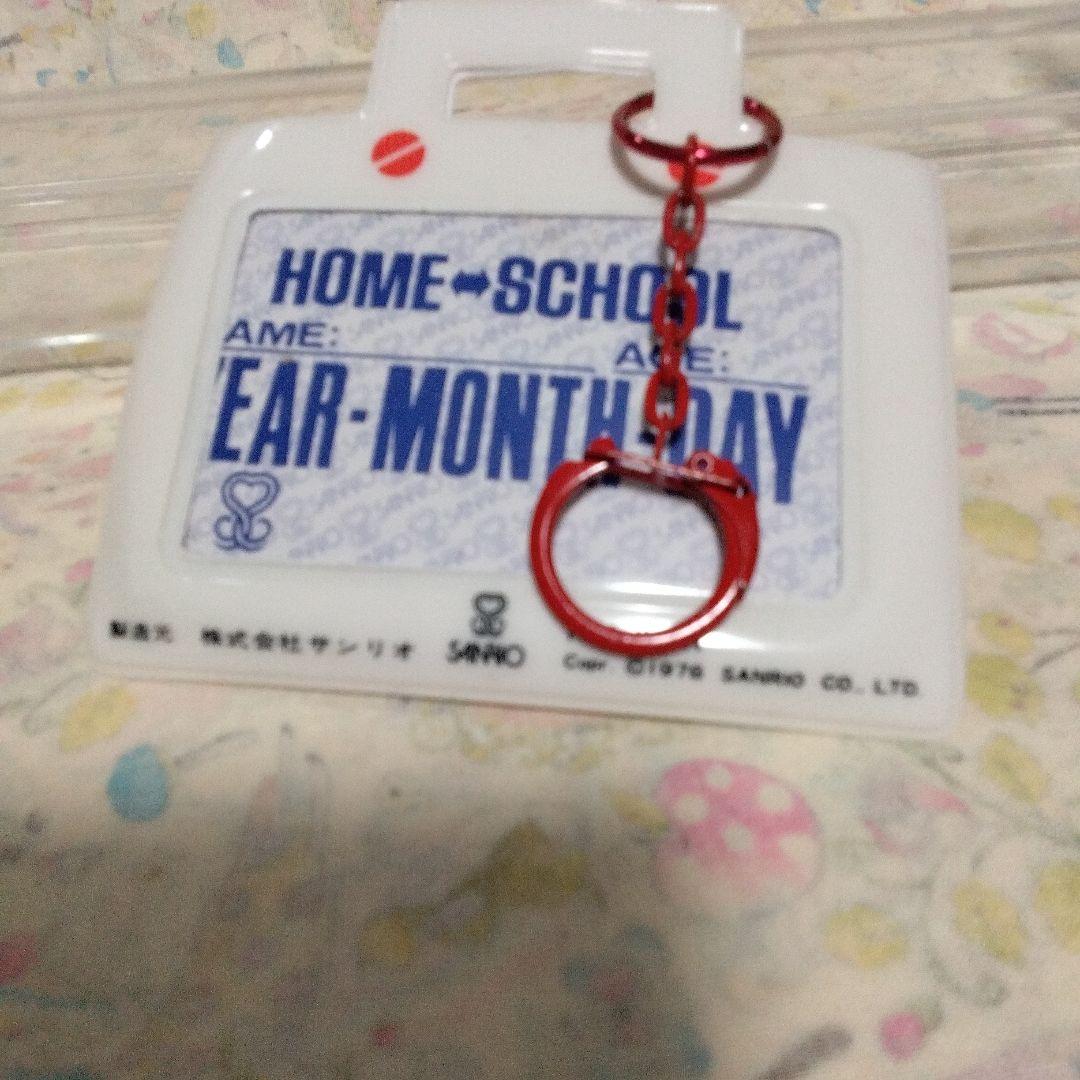 HOME↔SCHOOL
AME: AGE:
YEAR-MONTH-DAY
製造元 株式会社サンリオ SANRIO
Copr. ©1976 SANRIO CO., LTD.